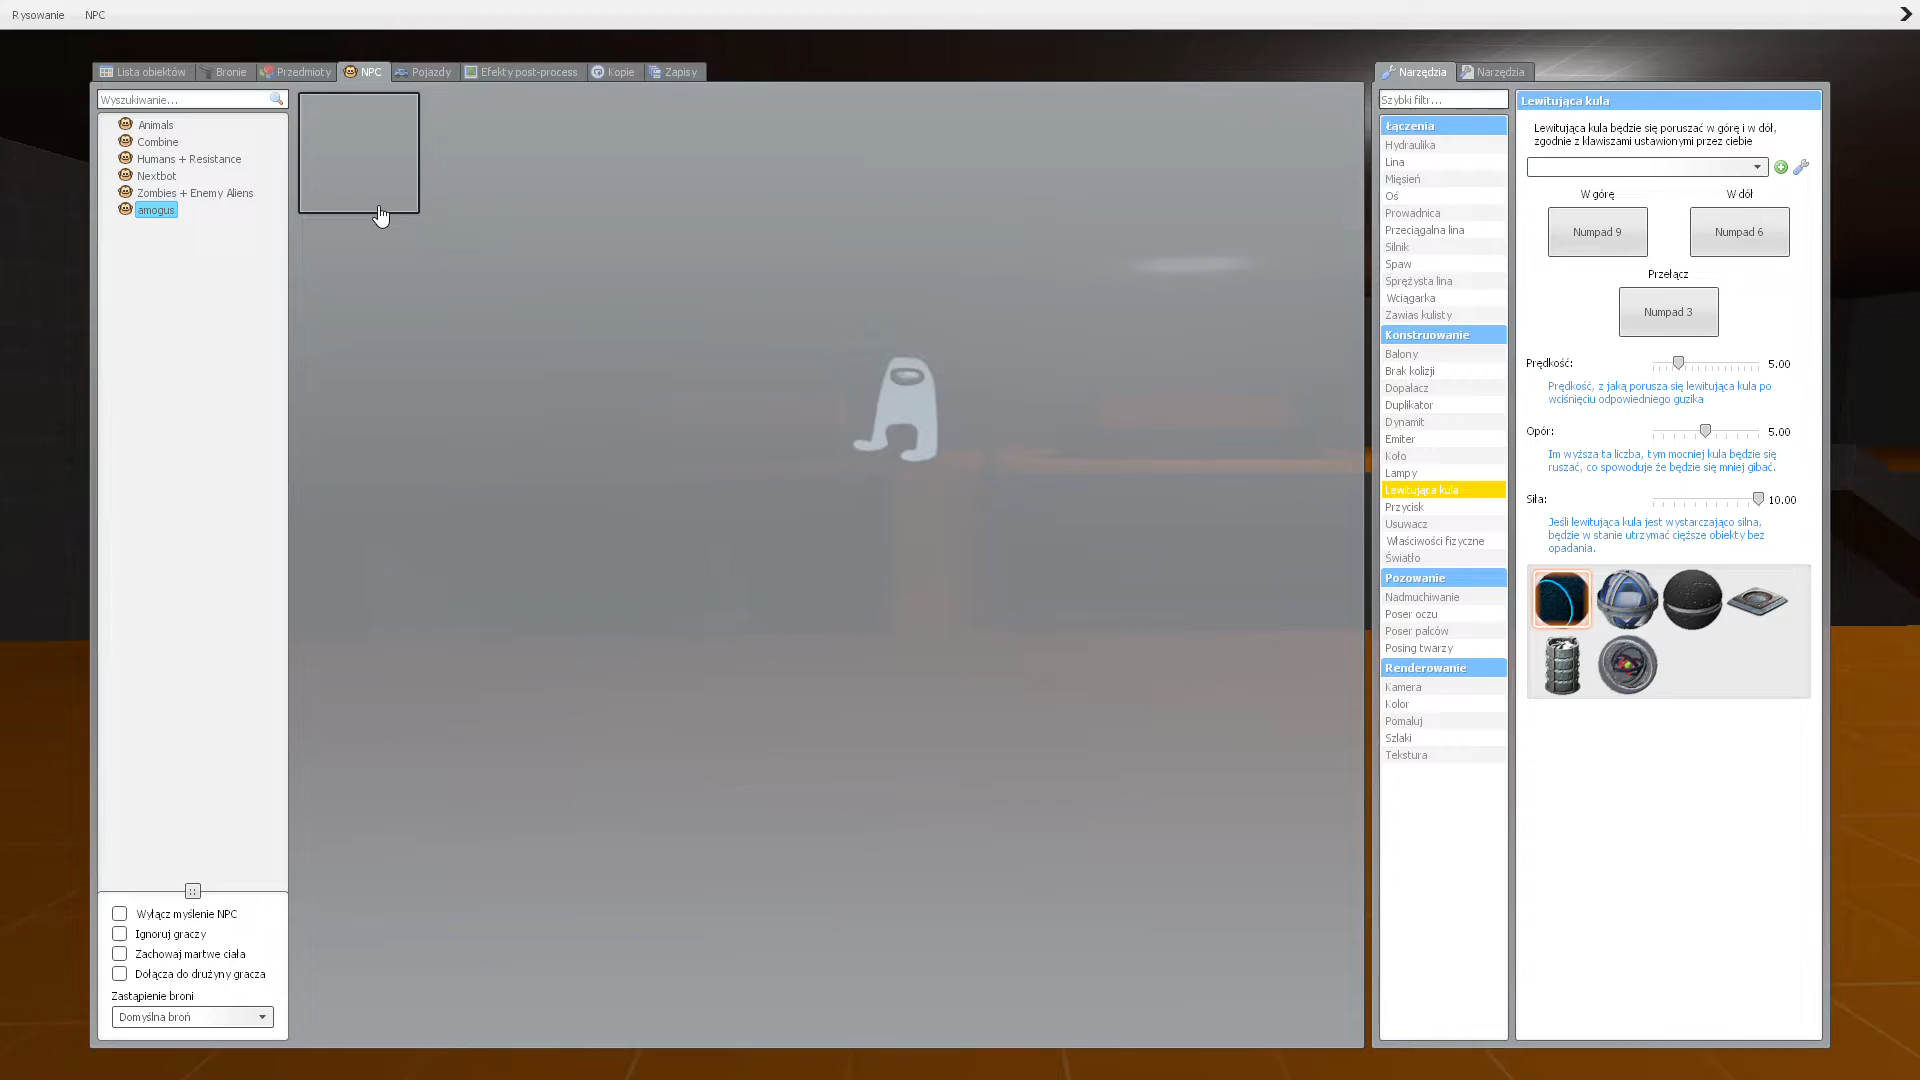 Rysowanie NPC
Lista obiektów Bronie Przedmioty NPC Pojazdy Efekty post-process Kopie Zapisy
Wyszukiwanie...
Animals
Combine
Humans + Resistance
Nextbot
Zombies + Enemy Aliens
amogus
Wyłącz myślenie NPC
Ignoruj graczy
Zachowaj martwe ciała
Dołącza do drużyny gracza
Zastąpienie broni
Domyślna broń
Narzędzia Narzędzia
Szybki filtr...
Łączenia
Hydraulika
Lina
Mięsień
Oś
Prowadnica
Przeciągalna lina
Silnik
Spaw
Sprężysta lina
Wciągarka
Zawias kulisty
Konstruowanie
Balony
Brak kolizji
Dopalacz
Duplikator
Dynamit
Emiter
Koło
Lampy
Lewitująca kula
Przycisk
Usuwacz
Właściwości fizyczne
Światło
Pozowanie
Nadmuchiwanie
Poser oczu
Poser palców
Posing twarzy
Renderowanie
Kamera
Kolor
Pomaluj
Szlaki
Tekstura
Lewitująca kula
Lewitująca kula będzie się poruszać w górę i w dół,
zgodnie z klawiszami ustawionymi przez ciebie
W górę W dół
Numpad 9 Numpad 6
Przełącz
Numpad 3
Prędkość: 5.00
Prędkość, z jaką porusza się lewitująca kula po
wciśnięciu odpowiedniego guzika
Opór: 5.00
Im wyższa ta liczba, tym mocniej kula będzie się
ruszać, co spowoduje że będzie się mniej gibać.
Siła: 10.00
Jeśli lewitująca kula jest wystarczająco silna,
będzie w stanie utrzymać cięższe obiekty bez
opadania.